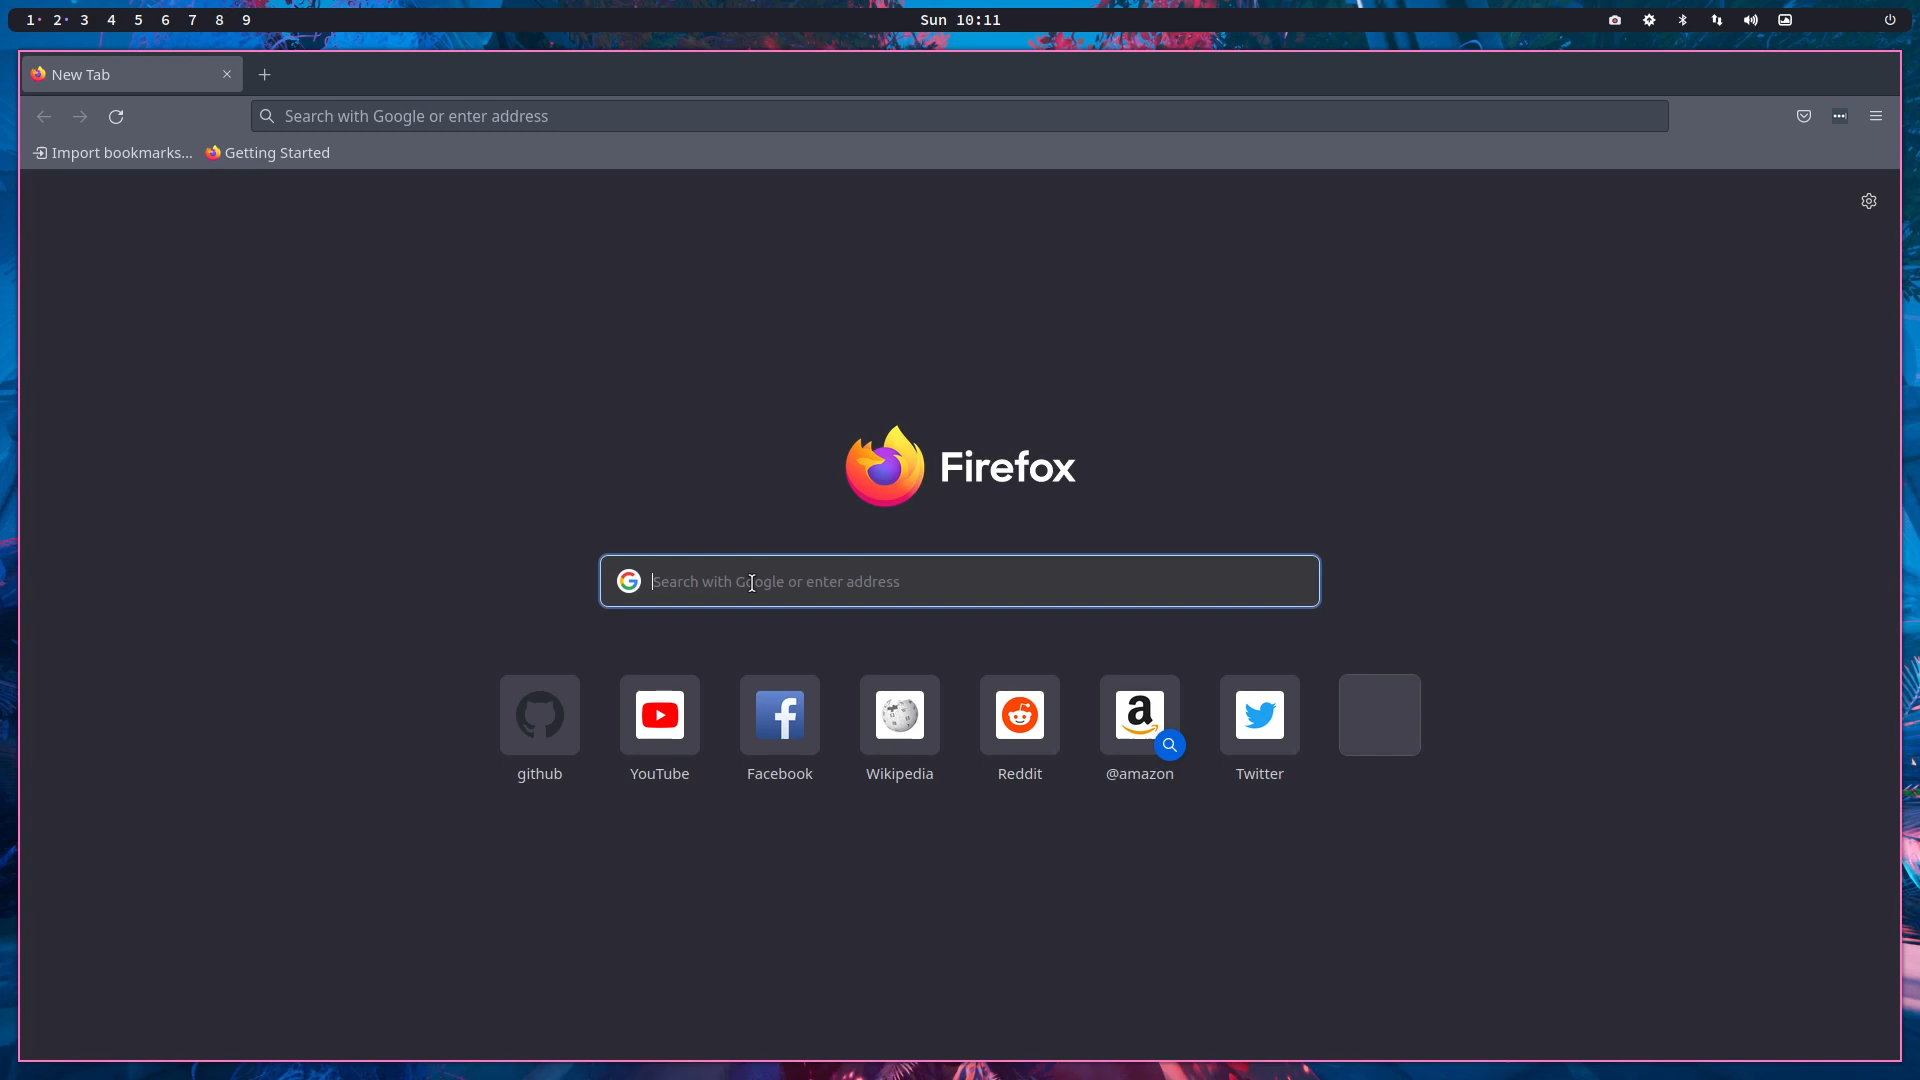 1 2 3 4 5 6 7 8 9 Sun 10:11
New Tab
Search with Google or enter address
Import bookmarks... Getting Started
Firefox
Search with Google or enter address
github YouTube Facebook Wikipedia Reddit @amazon Twitter